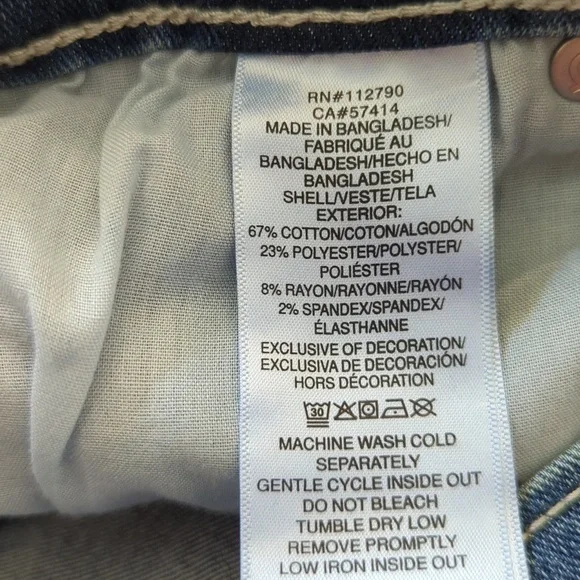 RN#112790
CA#57414
MADE IN BANGLADESH/
FABRIQUÉ AU
BANGLADESH/HECHO EN
BANGLADESH
SHELL/VESTE/TELA
EXTERIOR:
67% COTTON/COTON/ALGODÓN
23% POLYESTER/POLYSTER/
POLIÉSTER
8% RAYON/RAYONNE/RAYÓN
2% SPANDEX/SPANDEX/
ÉLASTHANNE
EXCLUSIVE OF DECORATION/
EXCLUSIVA DE DECORACIÓN/
HORS DÉCORATION
30
MACHINE WASH COLD
SEPARATELY
GENTLE CYCLE INSIDE OUT
DO NOT BLEACH
TUMBLE DRY LOW
REMOVE PROMPTLY
LOW IRON INSIDE OUT